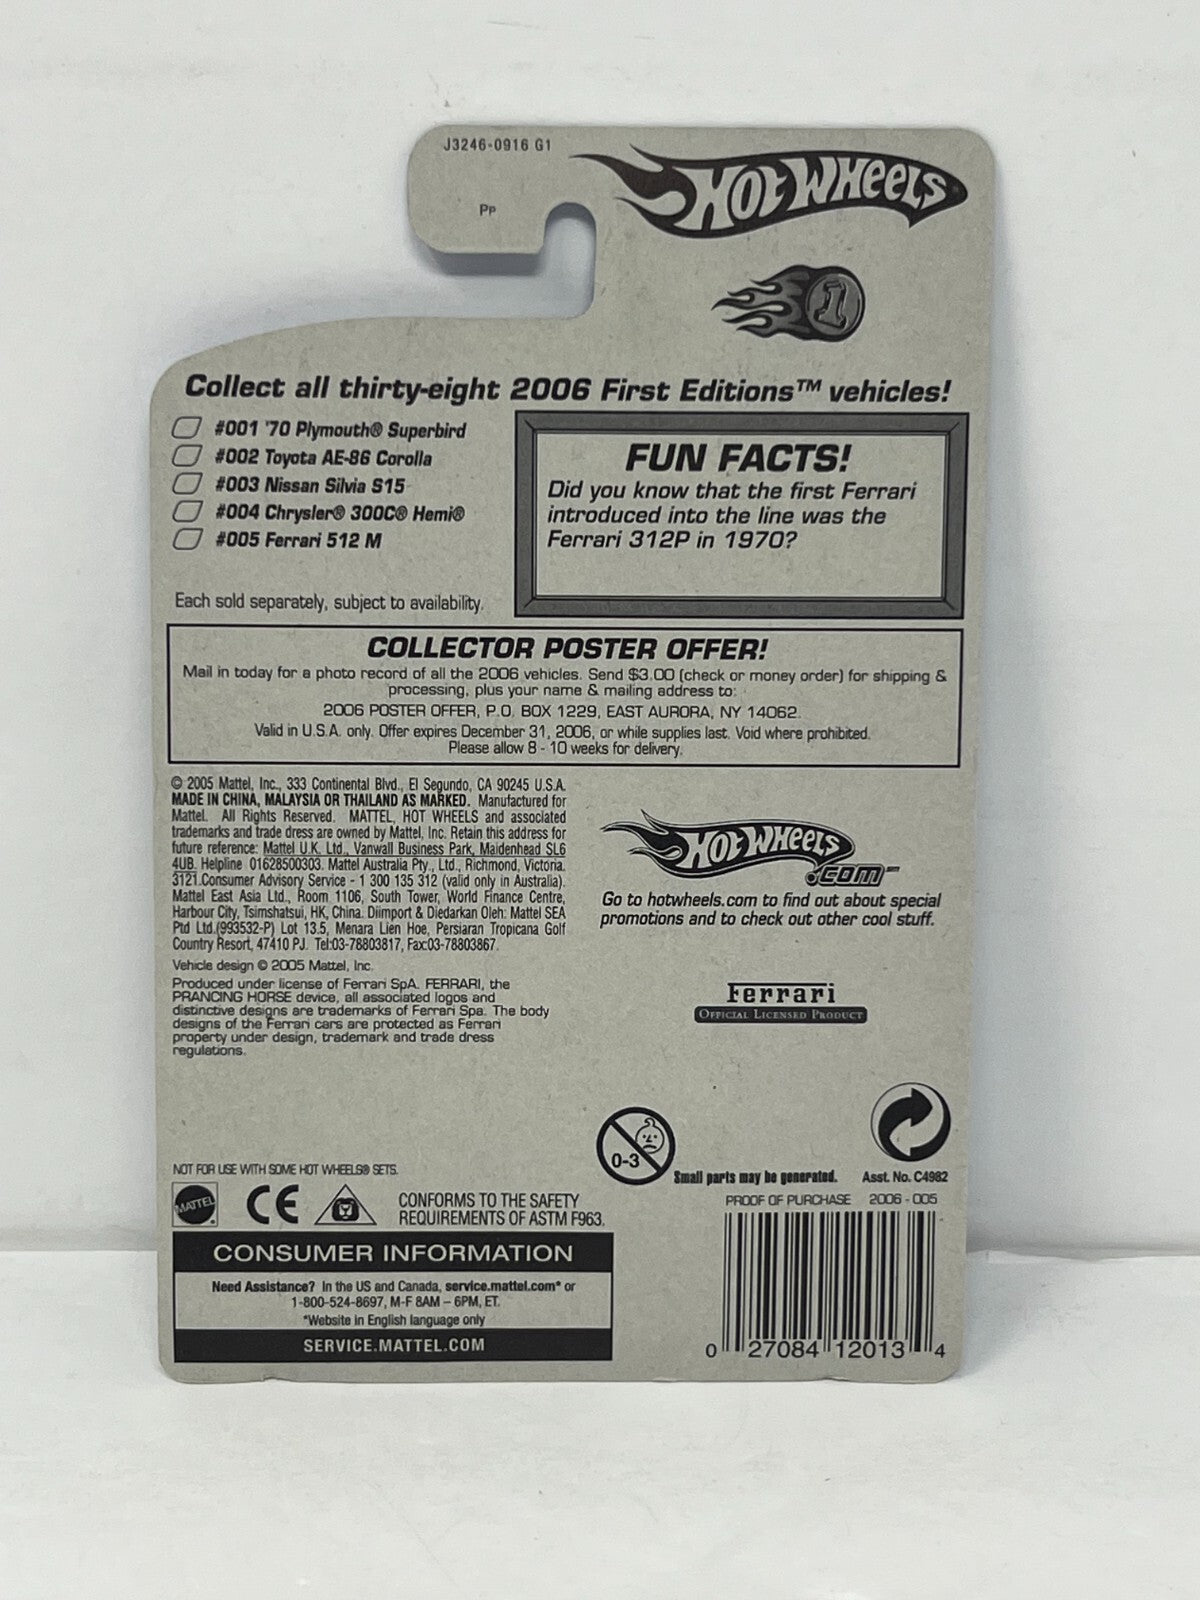 J3246-0916 G1
Pp
HOT WHEELS
1
Collect all thirty-eight 2006 First Editions™ vehicles!
#001 '70 Plymouth® Superbird
#002 Toyota AE-86 Corolla
#003 Nissan Silvia S15
#004 Chrysler® 300C® Hemi®
#005 Ferrari 512 M
Each sold separately, subject to availability.
FUN FACTS!
Did you know that the first Ferrari
introduced into the line was the
Ferrari 312P in 1970?
COLLECTOR POSTER OFFER!
Mail in today for a photo record of all the 2006 vehicles. Send $3.00 (check or money order) for shipping &
processing, plus your name & mailing address to:
2006 POSTER OFFER, P.O. BOX 1229, EAST AURORA, NY 14062.
Valid in U.S.A. only. Offer expires December 31, 2006, or while supplies last. Void where prohibited.
Please allow 8 - 10 weeks for delivery.
© 2005 Mattel, Inc., 333 Continental Blvd., El Segundo, CA 90245 U.S.A.
MADE IN CHINA, MALAYSIA OR THAILAND AS MARKED. Manufactured for
Mattel. All Rights Reserved. MATTEL, HOT WHEELS and associated
trademarks and trade dress are owned by Mattel, Inc. Retain this address for
future reference: Mattel U.K. Ltd., Vanwall Business Park, Maidenhead SL6
4UB. Helpline 01628500303. Mattel Australia Pty., Ltd., Richmond, Victoria.
3121.Consumer Advisory Service - 1 300 135 312 (valid only in Australia).
Mattel East Asia Ltd., Room 1106, South Tower, World Finance Centre,
Harbour City, Tsimshatsui, HK, China. Diimport & Diedarkan Oleh: Mattel SEA
Ptd Ltd.(993532-P) Lot 13.5, Menara Lien Hoe, Persiaran Tropicana Golf
Country Resort, 47410 PJ. Tel:03-78803817, Fax:03-78803867.
Vehicle design © 2005 Mattel, Inc.
Produced under license of Ferrari SpA. FERRARI, the
PRANCING HORSE device, all associated logos and
distinctive designs are trademarks of Ferrari Spa. The body
designs of the Ferrari cars are protected as Ferrari
property under design, trademark and trade dress
regulations.
HOT WHEELS
.COM
Go to hotwheels.com to find out about special
promotions and to check out other cool stuff.
Ferrari
OFFICIAL LICENSED PRODUCT
0-3
Small parts may be generated.
Asst. No. C4982
NOT FOR USE WITH SOME HOT WHEELS® SETS.
MATTEL
CE
CONFORMS TO THE SAFETY
REQUIREMENTS OF ASTM F963.
PROOF OF PURCHASE 2006 - 005
CONSUMER INFORMATION
Need Assistance? In the US and Canada, service.mattel.com* or
1-800-524-8697, M-F 8AM – 6PM, ET.
*Website in English language only
SERVICE.MATTEL.COM
0 27084 12013 4